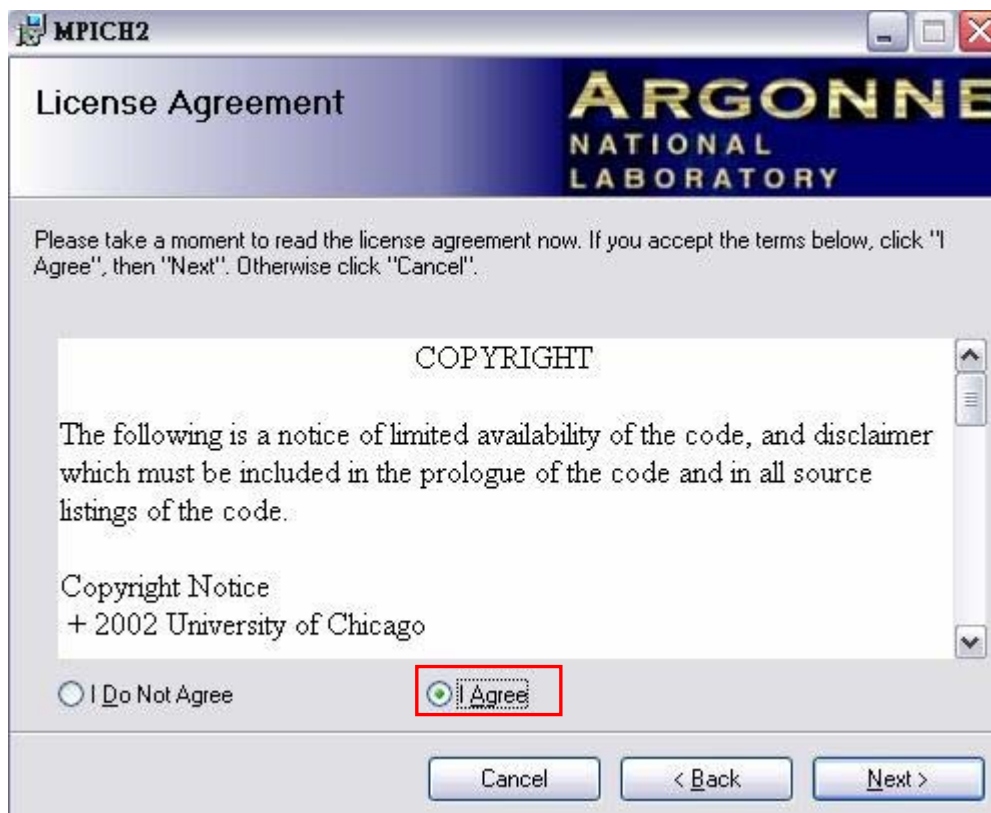 MPICH2
License Agreement
ARGONNE
NATIONAL
LABORATORY
Please take a moment to read the license agreement now. If you accept the terms below, click "I
Agree", then "Next". Otherwise click "Cancel".
COPYRIGHT
The following is a notice of limited availability of the code, and disclaimer
which must be included in the prologue of the code and in all source
listings of the code.
Copyright Notice
+ 2002 University of Chicago
I Do Not Agree
I Agree
Cancel
< Back
Next >